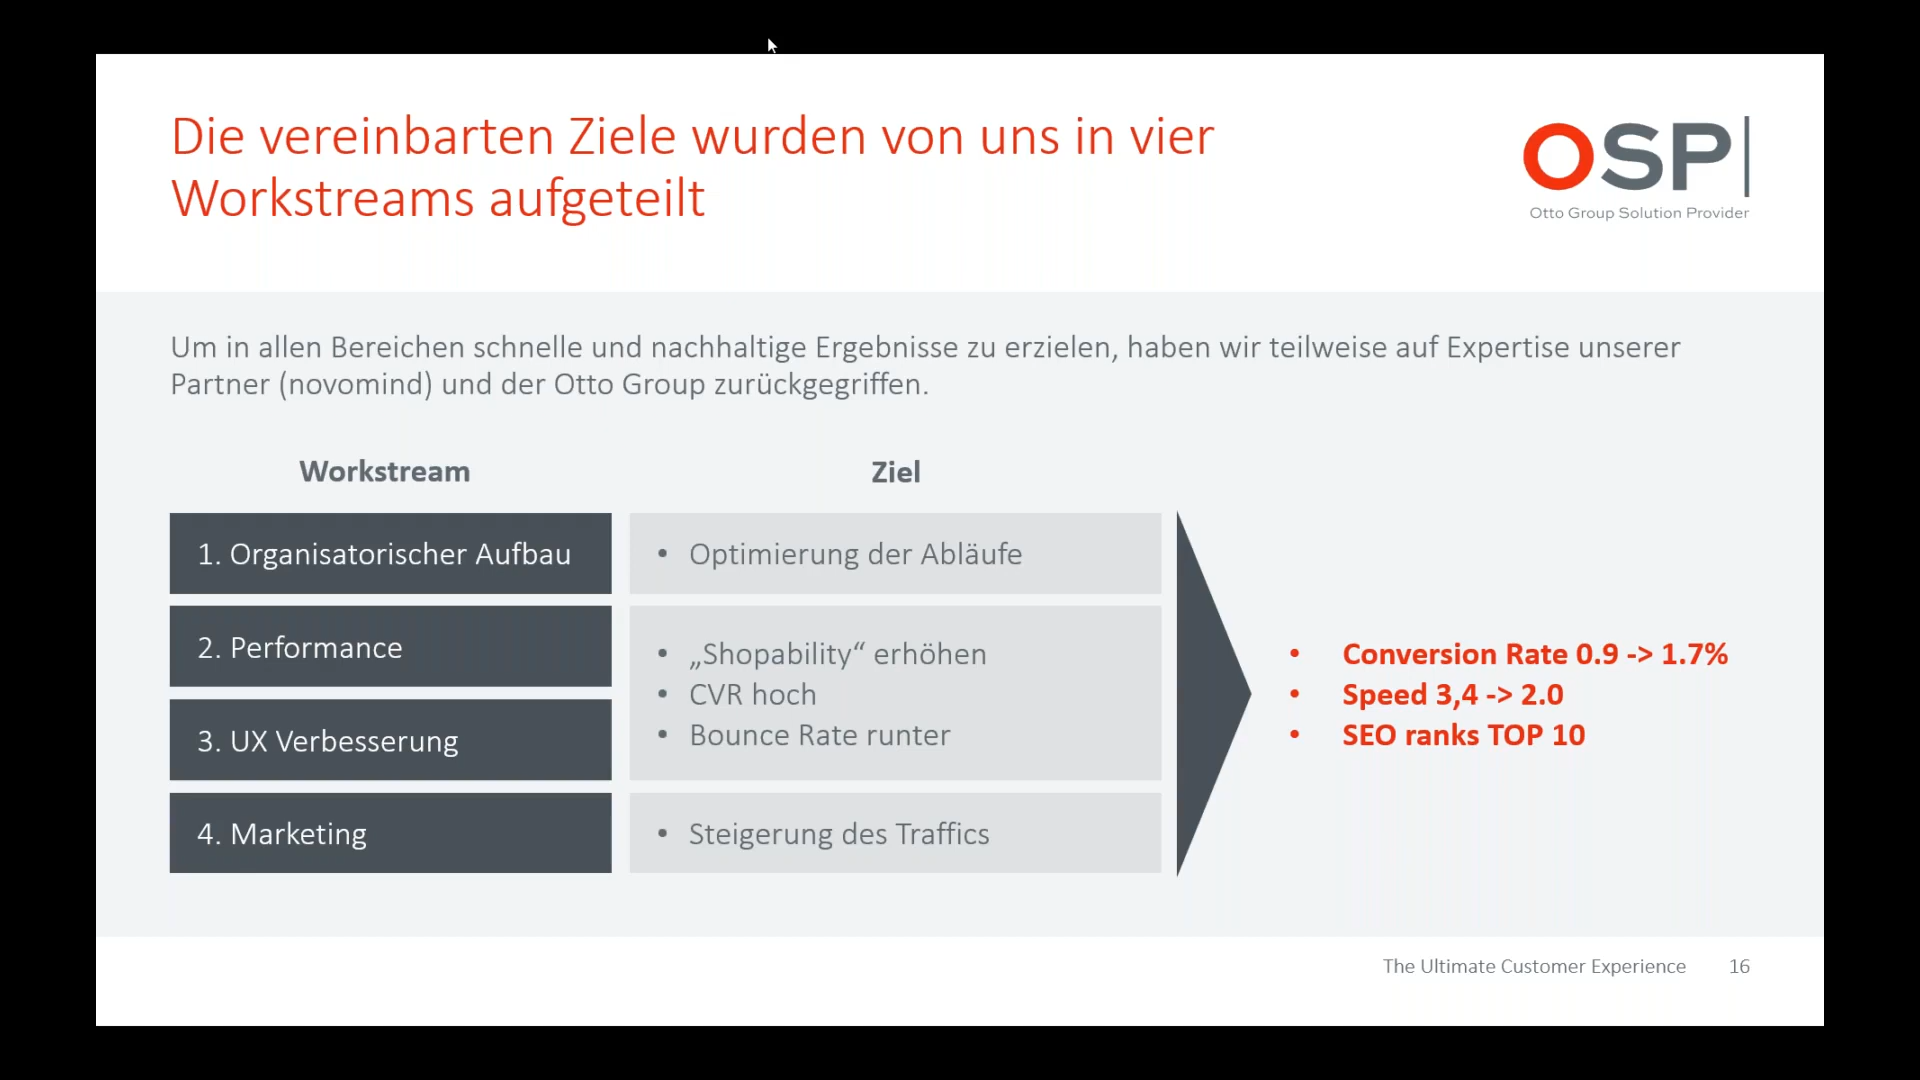 Die vereinbarten Ziele wurden von uns in vier
Workstreams aufgeteilt
OSP
Otto Group Solution Provider
Um in allen Bereichen schnelle und nachhaltige Ergebnisse zu erzielen, haben wir teilweise auf Expertise unserer
Partner (novomind) und der Otto Group zurückgegriffen.
Workstream
Ziel
1. Organisatorischer Aufbau
• Optimierung der Abläufe
2. Performance
3. UX Verbesserung
• „Shopability“ erhöhen
• CVR hoch
• Bounce Rate runter
4. Marketing
• Steigerung des Traffics
• Conversion Rate 0.9 -> 1.7%
• Speed 3,4 -> 2.0
• SEO ranks TOP 10
The Ultimate Customer Experience 16